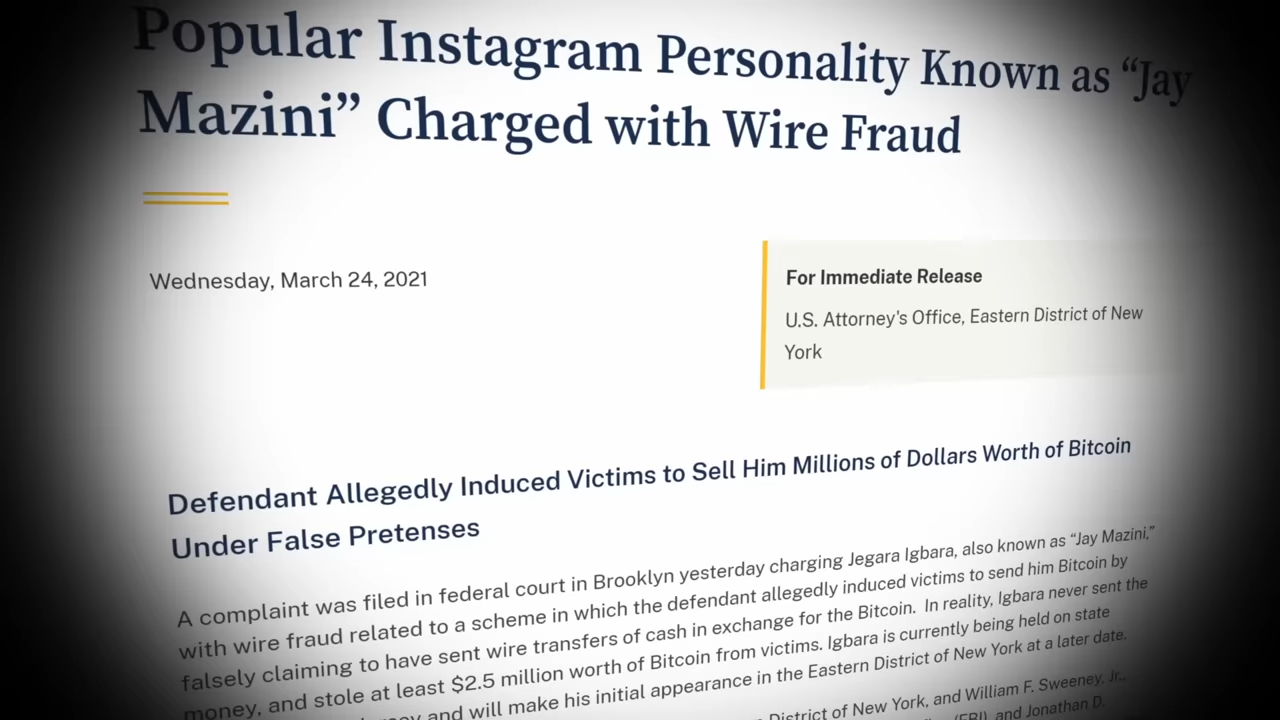 Popular Instagram Personality Known as “Jay
Mazini” Charged with Wire Fraud
Wednesday, March 24, 2021
For Immediate Release
U.S. Attorney's Office, Eastern District of New
York
Defendant Allegedly Induced Victims to Sell Him Millions of Dollars Worth of Bitcoin
Under False Pretenses
A complaint was filed in federal court in Brooklyn yesterday charging Jegara Igbara, also known as “Jay Mazini,”
with wire fraud related to a scheme in which the defendant allegedly induced victims to send him Bitcoin by
falsely claiming to have sent wire transfers of cash in exchange for the Bitcoin. In reality, Igbara never sent the
money, and stole at least $2.5 million worth of Bitcoin from victims. Igbara is currently being held on state
and will make his initial appearance in the Eastern District of New York at a later date.
District of New York, and William F. Sweeney, Jr.,
(FBI), and Jonathan D.